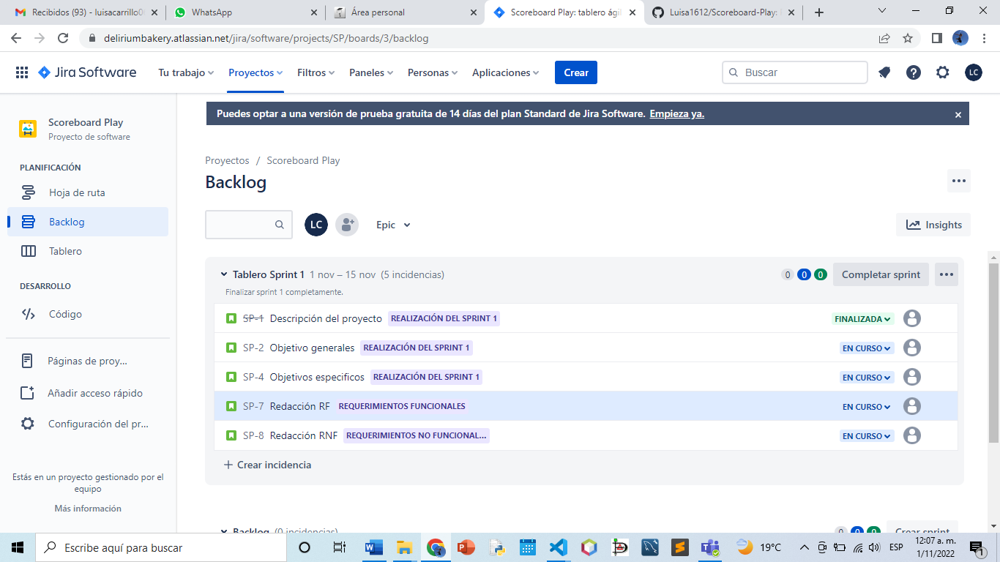 Recibidos (93) - luisacarrillo06
WhatsApp
Área personal
Scoreboard Play: tablero ágil
Luisa1612/Scoreboard-Play:
deliriumbakery.atlassian.net/jira/software/projects/SP/boards/3/backlog
Jira Software
Tu trabajo
Proyectos
Filtros
Paneles
Personas
Aplicaciones
Crear
Buscar
LC
Scoreboard Play
Proyecto de software
PLANIFICACIÓN
Hoja de ruta
Backlog
Tablero
DESARROLLO
Código
Páginas de proy...
Añadir acceso rápido
Configuración del pr...
Estás en un proyecto gestionado por el
equipo
Más información
Puedes optar a una versión de prueba gratuita de 14 días del plan Standard de Jira Software. Empieza ya.
Proyectos / Scoreboard Play
Backlog
LC
Epic
Insights
Tablero Sprint 1 1 nov – 15 nov (5 incidencias)
0 0 0
Completar sprint
Finalizar sprint 1 completamente.
SP-1 Descripción del proyecto REALIZACIÓN DEL SPRINT 1 FINALIZADA
SP-2 Objetivo generales REALIZACIÓN DEL SPRINT 1 EN CURSO
SP-4 Objetivos especificos REALIZACIÓN DEL SPRINT 1 EN CURSO
SP-7 Redacción RF REQUERIMIENTOS FUNCIONALES EN CURSO
SP-8 Redacción RNF REQUERIMIENTOS NO FUNCIONAL... EN CURSO
+ Crear incidencia
Backlog (0 incidencias)
0 0 0
Crear sprint
Escribe aquí para buscar
19°C
ESP
12:07 a. m.
1/11/2022
1